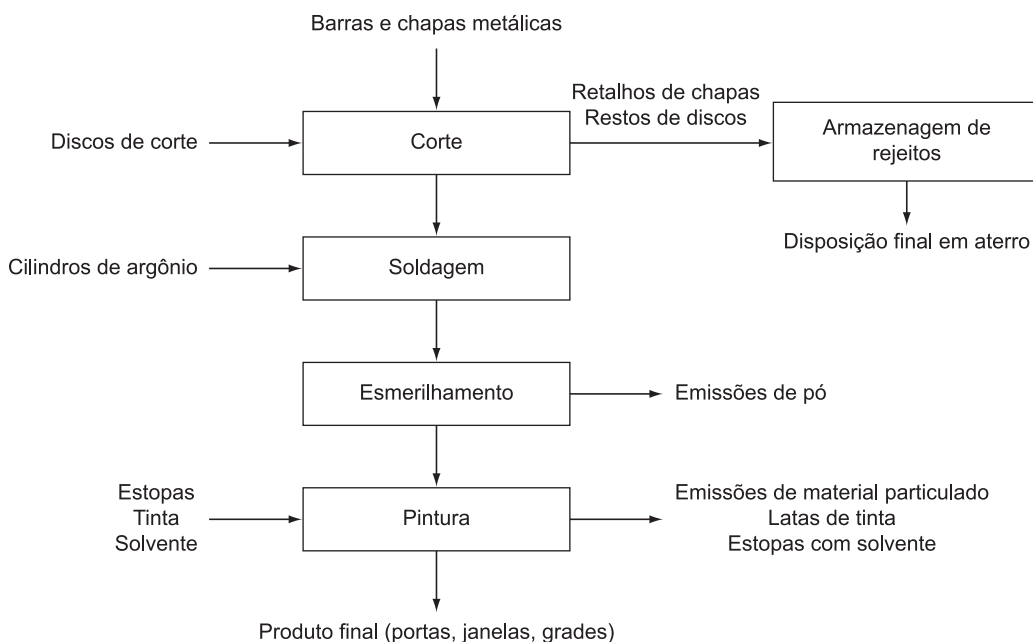 Barras e chapas metálicas
Discos de corte
Corte
Retalhos de chapas
Restos de discos
Armazenagem de
rejeitos
Disposição final em aterro
Cilindros de argônio
Soldagem
Esmerilhamento
Emissões de pó
Estopas
Tinta
Solvente
Pintura
Emissões de material particulado
Latas de tinta
Estopas com solvente
Produto final (portas, janelas, grades)